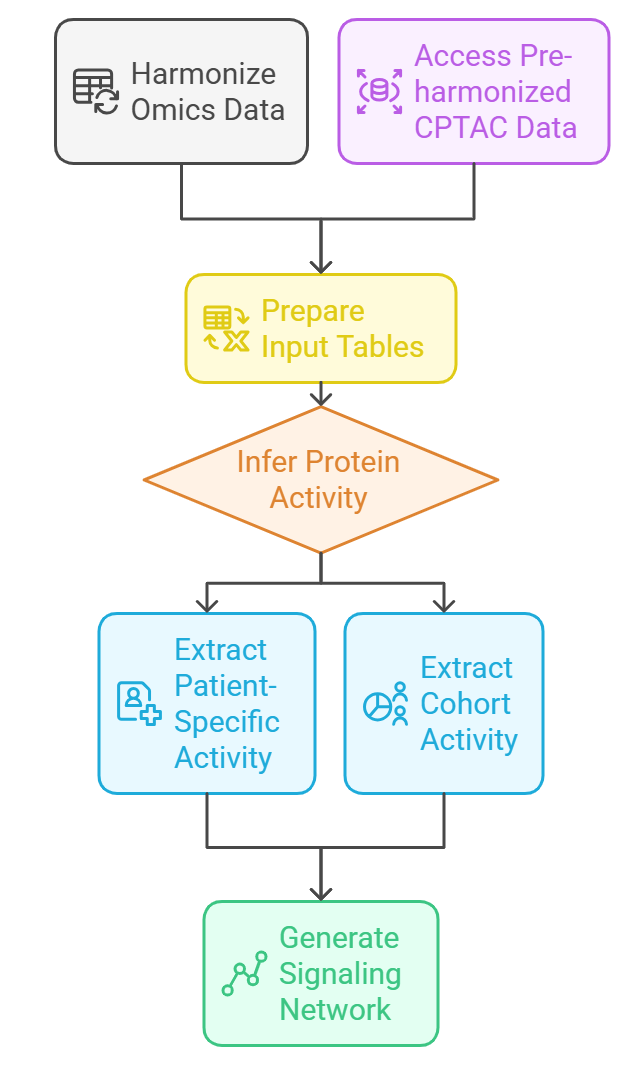 Harmonize
Omics Data
Access Pre-
harmonized
CPTAC Data
Prepare
Input Tables
Infer Protein
Activity
Extract
Patient-
Specific
Activity
Extract
Cohort
Activity
Generate
Signaling
Network